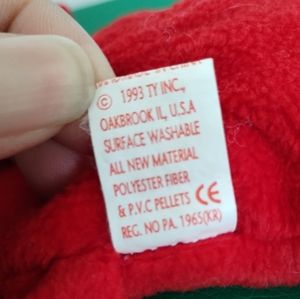 © 1993 TY INC,
OAKBROOK IL, U.S.A
SURFACE WASHABLE
ALL NEW MATERIAL
POLYESTER FIBER
& P.V.C PELLETS CE
REG. NO PA. 1965(KR)